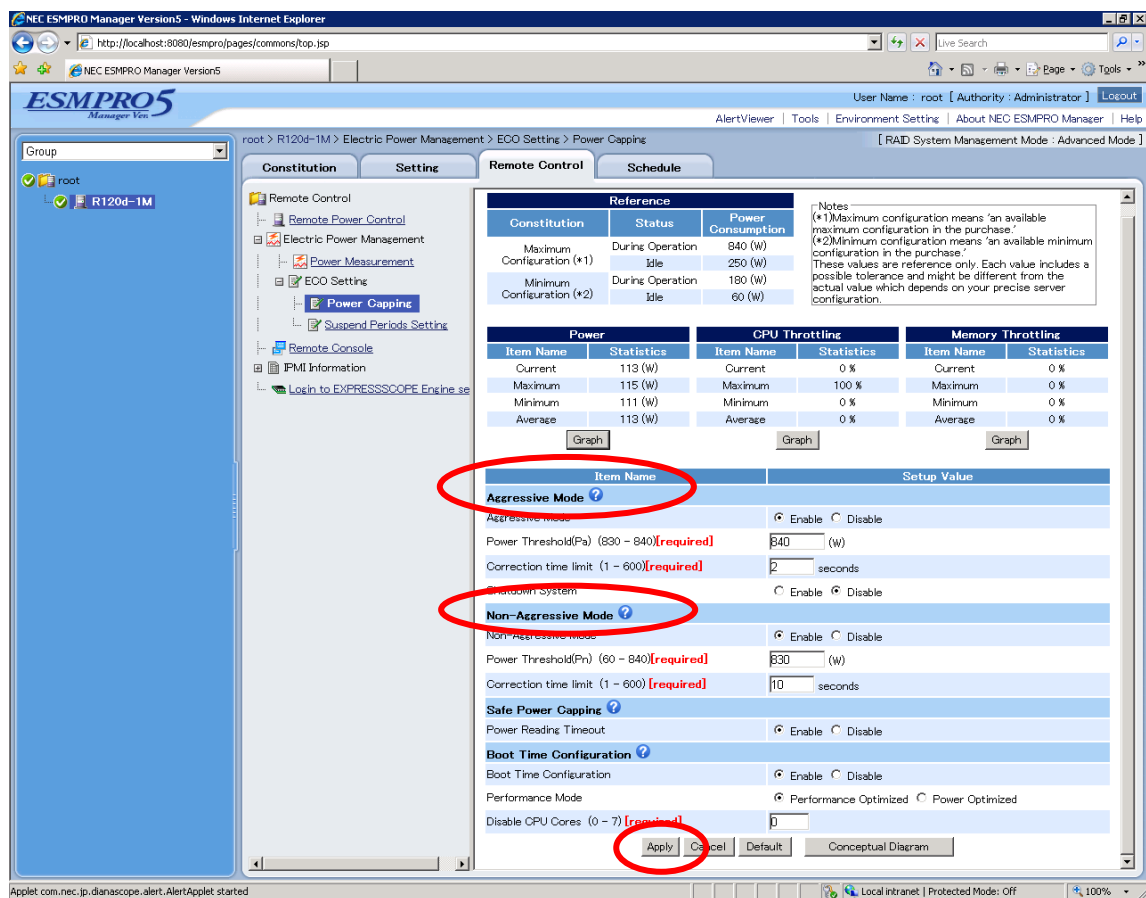 NEC ESMPRO Manager Version5 - Windows Internet Explorer
http://localhost:8080/esmpro/pages/commons/top.jsp
Live Search
NEC ESMPRO Manager Version5
Page
Tools
ESMPRO5
Manager Ver.
User Name : root [ Authority : Administrator ] Logout
AlertViewer | Tools | Environment Setting | About NEC ESMPRO Manager | Help
Group
root
R120d-1M
root > R120d-1M > Electric Power Management > ECO Setting > Power Capping
[ RAID System Management Mode : Advanced Mode ]
Constitution Setting Remote Control Schedule
Remote Control
Remote Power Control
Electric Power Management
Power Measurement
ECO Setting
Power Capping
Suspend Periods Setting
Remote Console
IPMI Information
Login to EXPRESSSCOPE Engine se
Reference
Constitution Status Power Consumption
Maximum Configuration (*1) During Operation 840 (W)
Idle 250 (W)
Minimum Configuration (*2) During Operation 180 (W)
Idle 60 (W)
Notes
(*1)Maximum configuration means 'an available
maximum configuration in the purchase.'
(*2)Minimum configuration means 'an available minimum
configuration in the purchase.'
These values are reference only. Each value includes a
possible tolerance and might be different from the
actual value which depends on your precise server
configuration.
Power CPU Throttling Memory Throttling
Item Name Statistics Item Name Statistics Item Name Statistics
Current 113 (W) Current 0 % Current 0 %
Maximum 115 (W) Maximum 100 % Maximum 0 %
Minimum 111 (W) Minimum 0 % Minimum 0 %
Average 113 (W) Average 0 % Average 0 %
Graph Graph Graph
Item Name Setup Value
Aggressive Mode
Aggressive Mode Enable Disable
Power Threshold(Pa) (830 - 840)[required] 840 (W)
Correction time limit (1 - 600)[required] 2 seconds
Shutdown System Enable Disable
Non-Aggressive Mode
Non-Aggressive Mode Enable Disable
Power Threshold(Pn) (60 - 840)[required] 830 (W)
Correction time limit (1 - 600) [required] 10 seconds
Safe Power Capping
Power Reading Timeout Enable Disable
Boot Time Configuration
Boot Time Configuration Enable Disable
Performance Mode Performance Optimized Power Optimized
Disable CPU Cores (0 - 7) [required] 0
Apply Cancel Default Conceptual Diagram
Applet com.nec.jp.dianascope.alert.AlertApplet started
Local intranet | Protected Mode: Off
100%